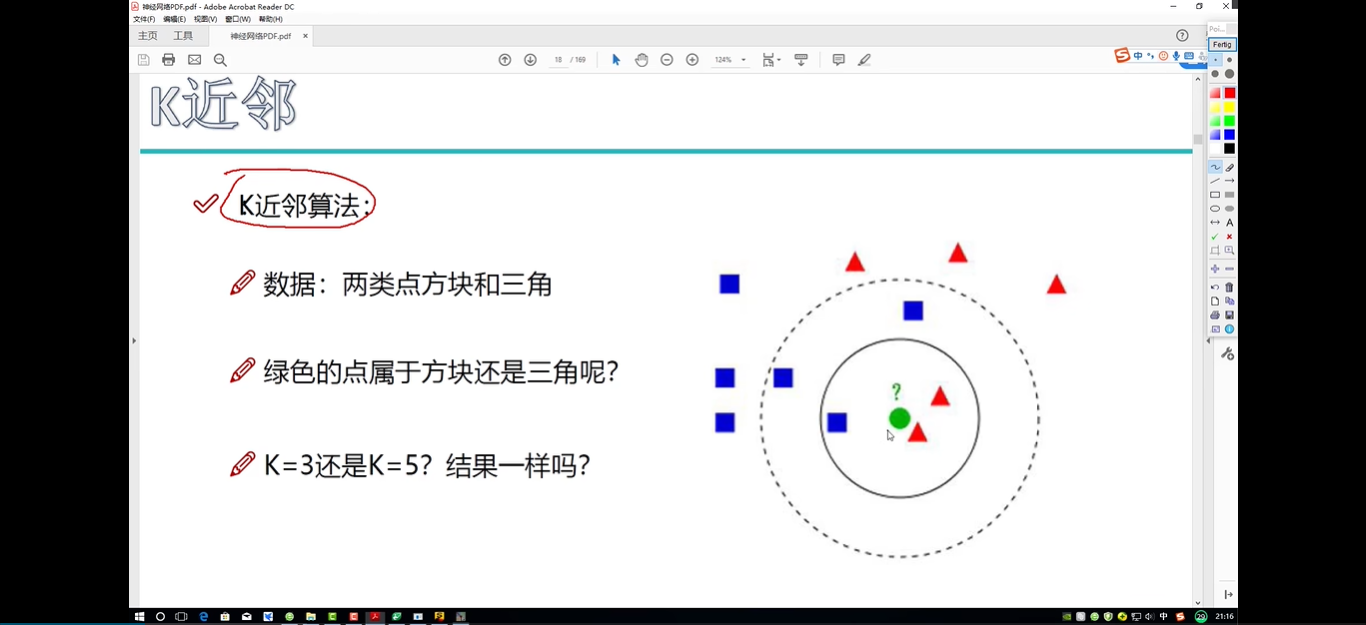 神经网络PDF.pdf - Adobe Acrobat Reader DC
文件(F) 编辑(E) 视图(V) 窗口(W) 帮助(H)
主页 工具 神经网络PDF.pdf ×
18 / 169 124%
Poi...
Fertig
中
A
K近邻
K近邻算法：
数据：两类点方块和三角
绿色的点属于方块还是三角呢？
K=3还是K=5？结果一样吗？
?
中 29 21:16